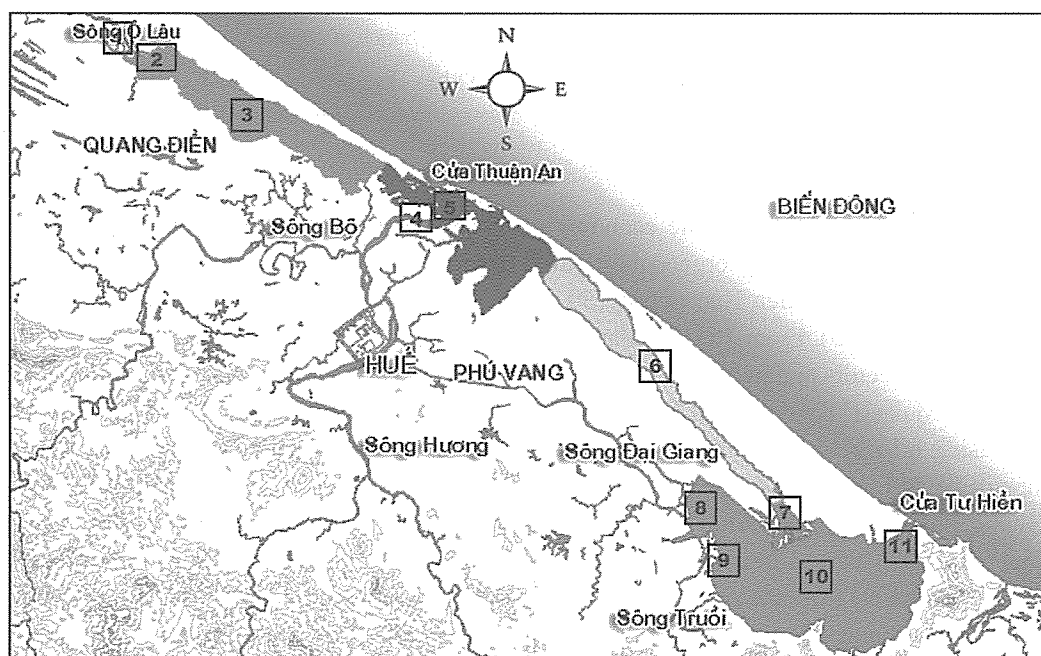 Sông Ô Lâu
1
2
N
W E
S
3
QUANG ĐIỀN
Cửa Thuận An
5
4
BIỂN ĐÔNG
Sông Bồ
6
HUẾ
PHÚ VANG
Sông Hương
Sông Đại Giang
Cửa Tư Hiền
8
7
11
9
10
Sông Truồi